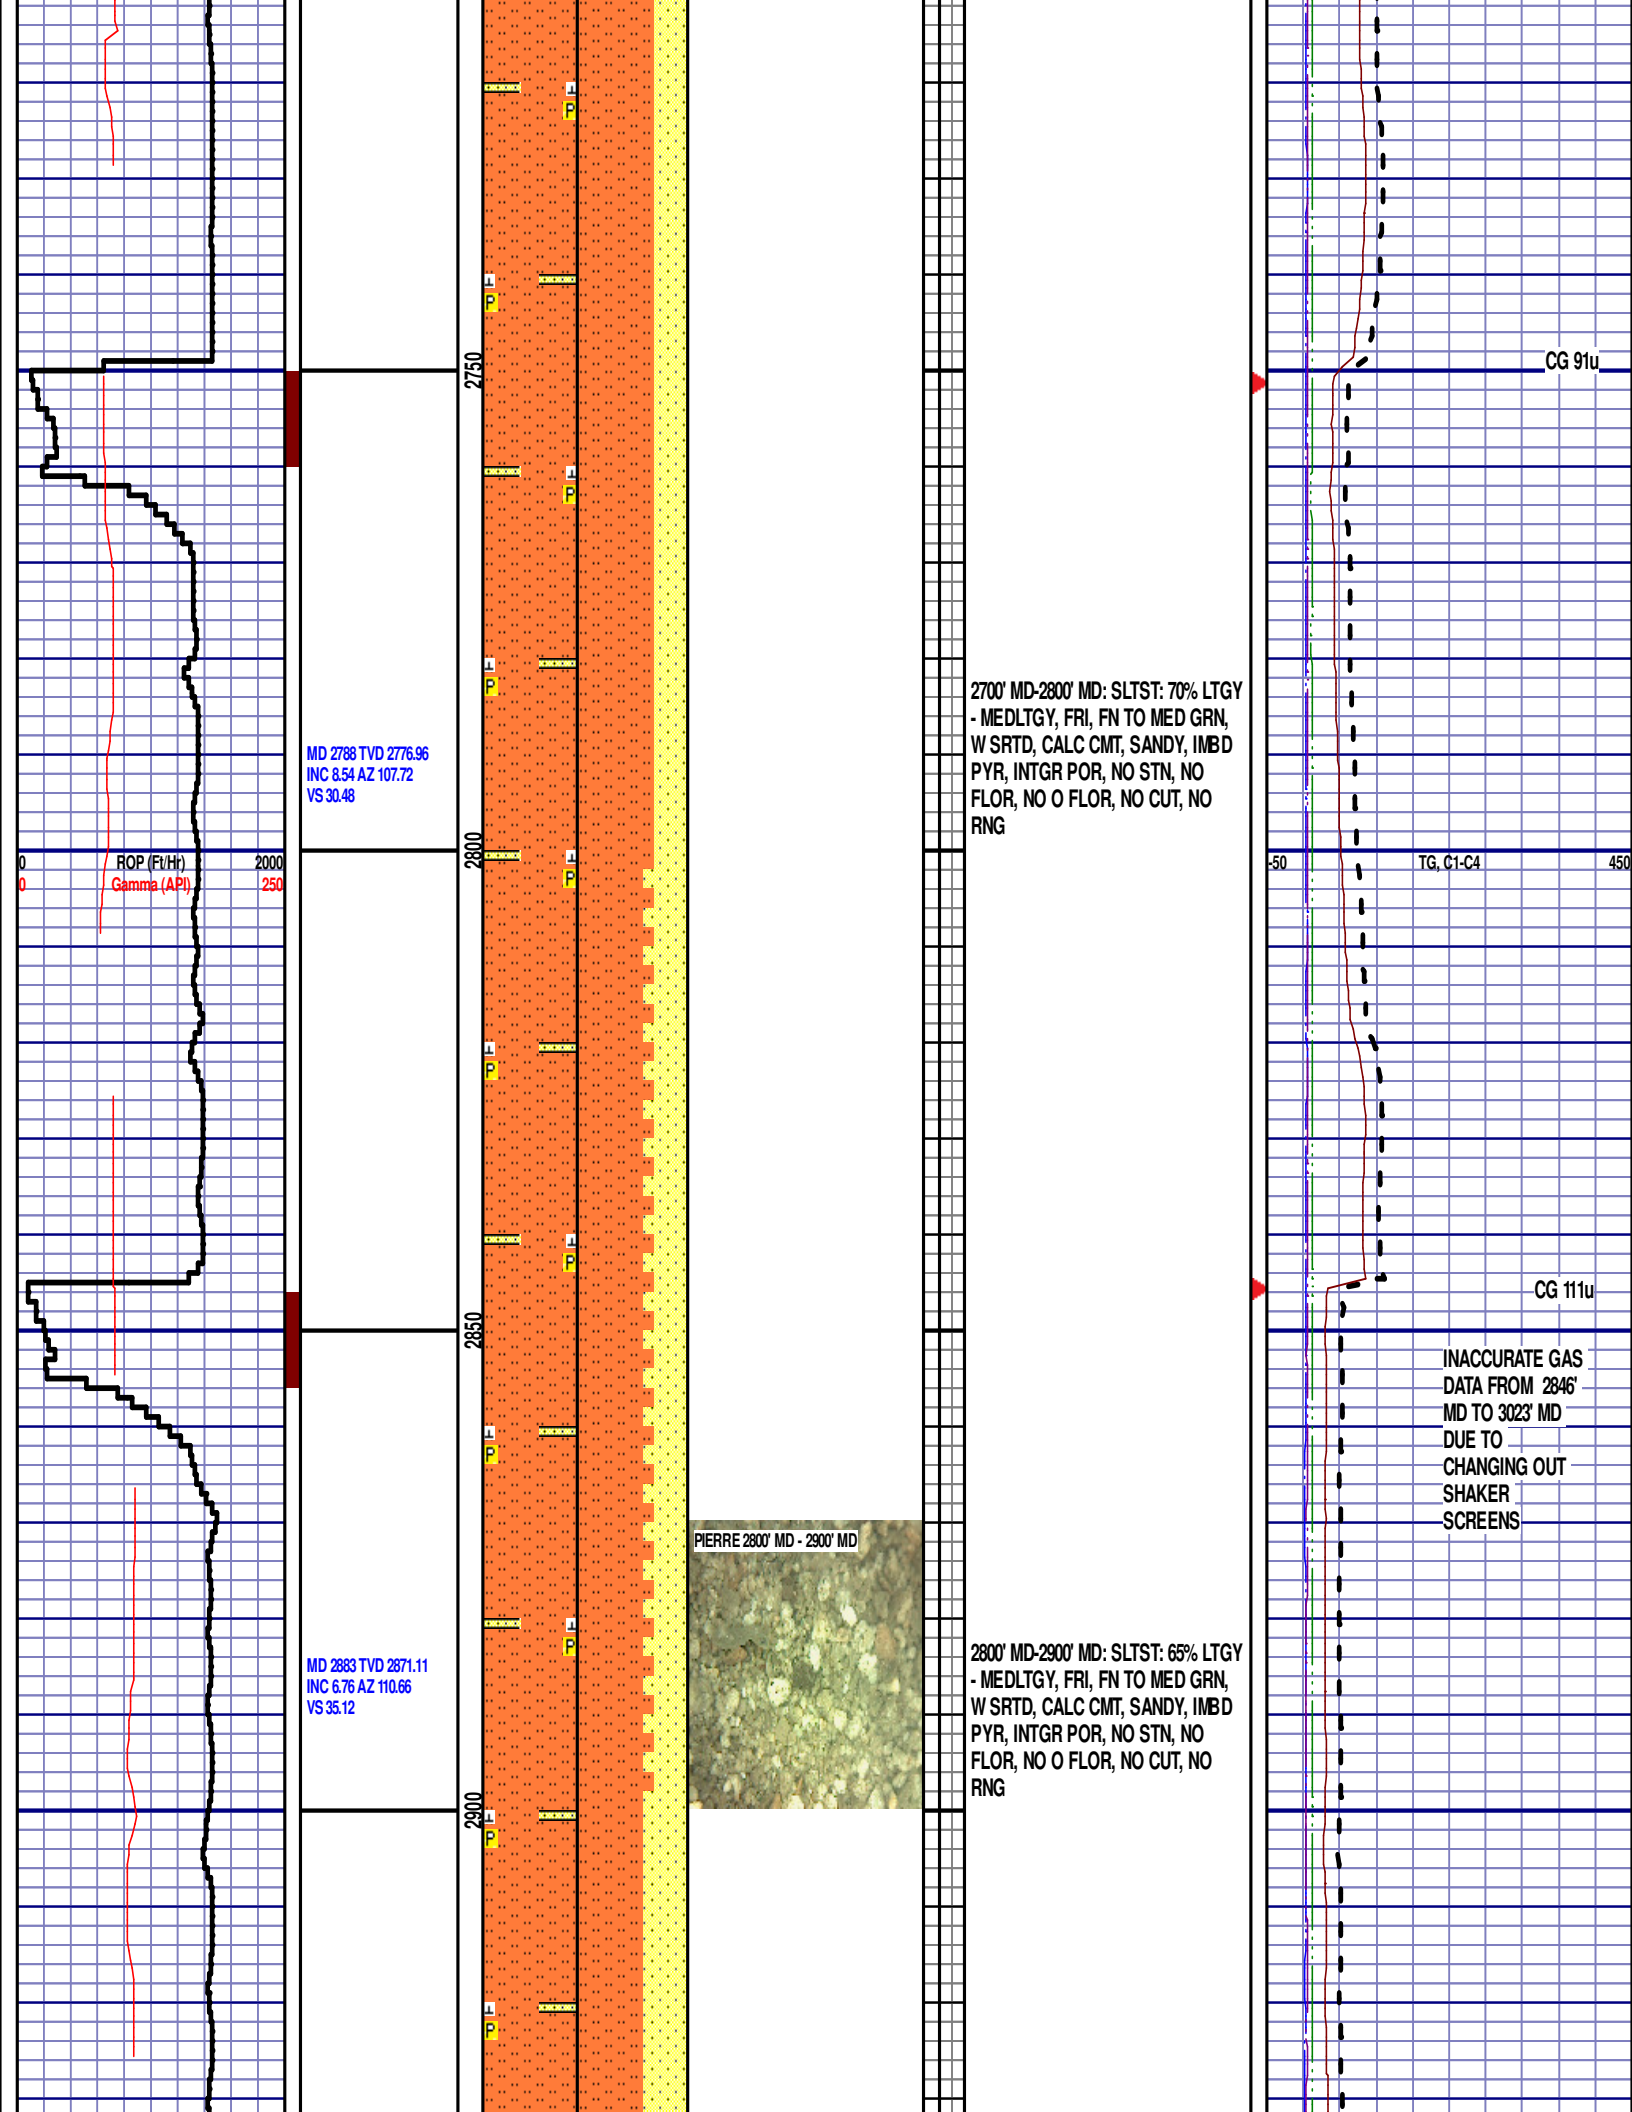 P
P
2750
CG 91u
P
P
2700' MD-2800' MD: SLTST: 70% LTGY
- MEDLTGY, FRI, FN TO MED GRN,
W SRTD, CALC CMT, SANDY, IMBD
PYR, INTGR POR, NO STN, NO
FLOR, NO O FLOR, NO CUT, NO
RNG
MD 2788 TVD 2776.96
INC 8.54 AZ 107.72
VS 30.48
2800
0 ROP (Ft/Hr) 2000
0 Gamma (API) 250
-50 TG, C1-C4 450
P
P
P
CG 111u
2850
INACCURATE GAS
DATA FROM 2846'
MD TO 3023' MD
DUE TO
CHANGING OUT
SHAKER
SCREENS
P
PIERRE 2800' MD - 2900' MD
P
2800' MD-2900' MD: SLTST: 65% LTGY
- MEDLTGY, FRI, FN TO MED GRN,
W SRTD, CALC CMT, SANDY, IMBD
PYR, INTGR POR, NO STN, NO
FLOR, NO O FLOR, NO CUT, NO
RNG
MD 2883 TVD 2871.11
INC 6.76 AZ 110.66
VS 35.12
2900
P
P